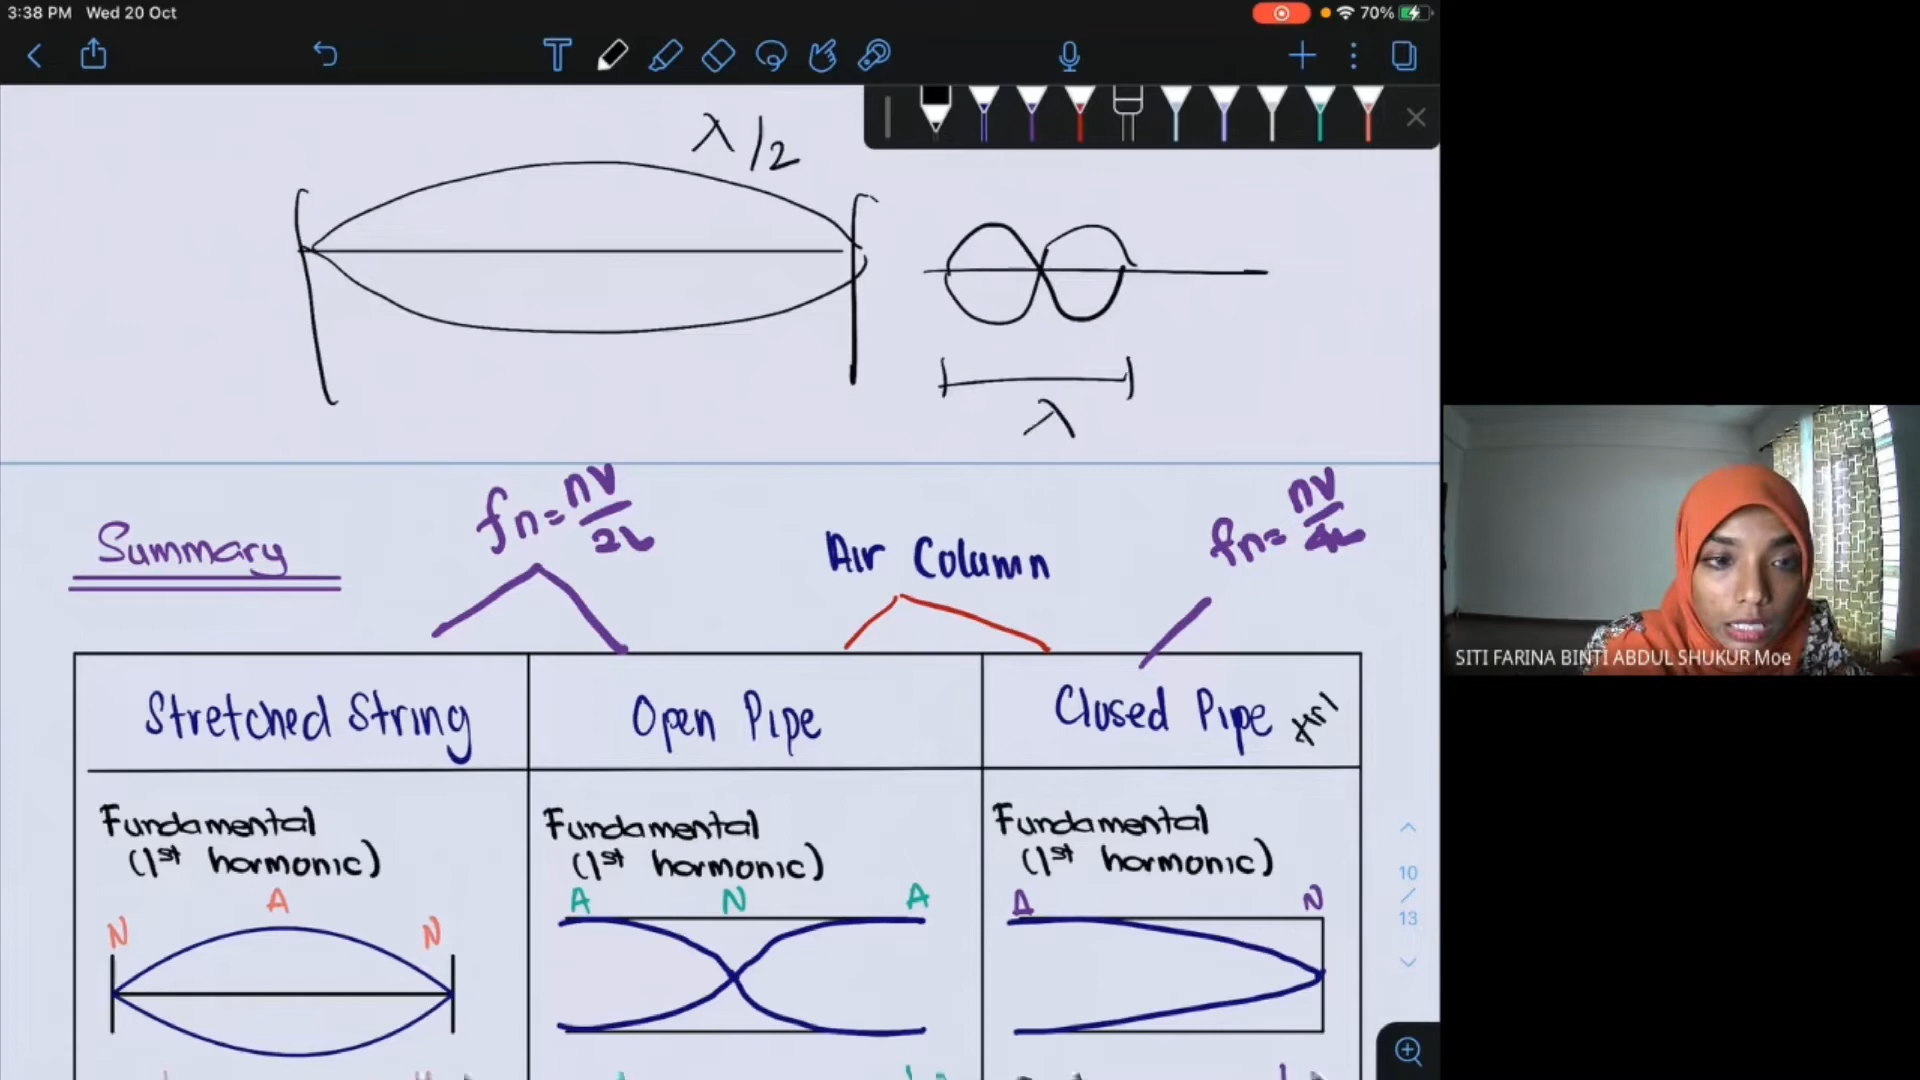 3:38 PM Wed 20 Oct
70%
λ/2
λ
Summary
fn = nv/2L
Air Column
fn = nv/4L
Stretched String
Open Pipe
Closed Pipe
Fundamental
(1st harmonic)
Fundamental
(1st harmonic)
Fundamental
(1st harmonic)
N A N
A N A
A N
10
/
13
SITI FARINA BINTI ABDUL SHUKUR Moe